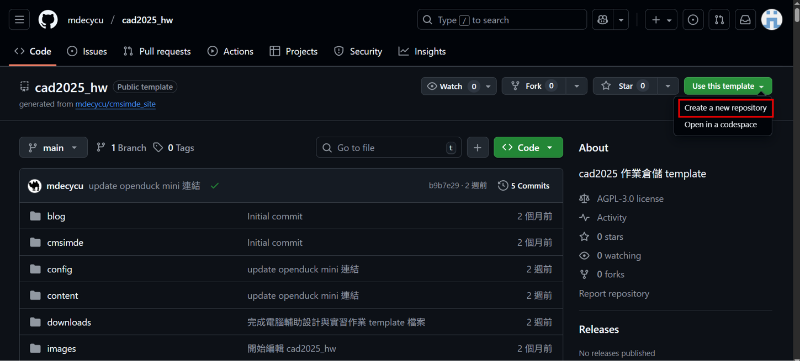 mdecycu / cad2025_hw
Type / to search
Code
Issues
Pull requests
Actions
Projects
Security
Insights
cad2025_hw
Public template
Watch 0
Fork 0
Star 0
Use this template
generated from mdecycu/cmsimde_site
Create a new repository
Open in a codespace
main
1 Branch
0 Tags
Go to file
t
Code
About
mdecycu update openduck mini 連結
b9b7e29 · 2 週前
5 Commits
cad2025 作業倉儲 template
blog Initial commit 2 個月前
AGPL-3.0 license
Activity
cmsimde Initial commit 2 個月前
0 stars
config update openduck mini 連結 2 週前
0 watching
content update openduck mini 連結 2 週前
0 forks
Report repository
downloads 完成電腦輔助設計與實習作業 template 檔案 2 週前
Releases
images 開始編輯 cad2025_hw 2 個月前
No releases published